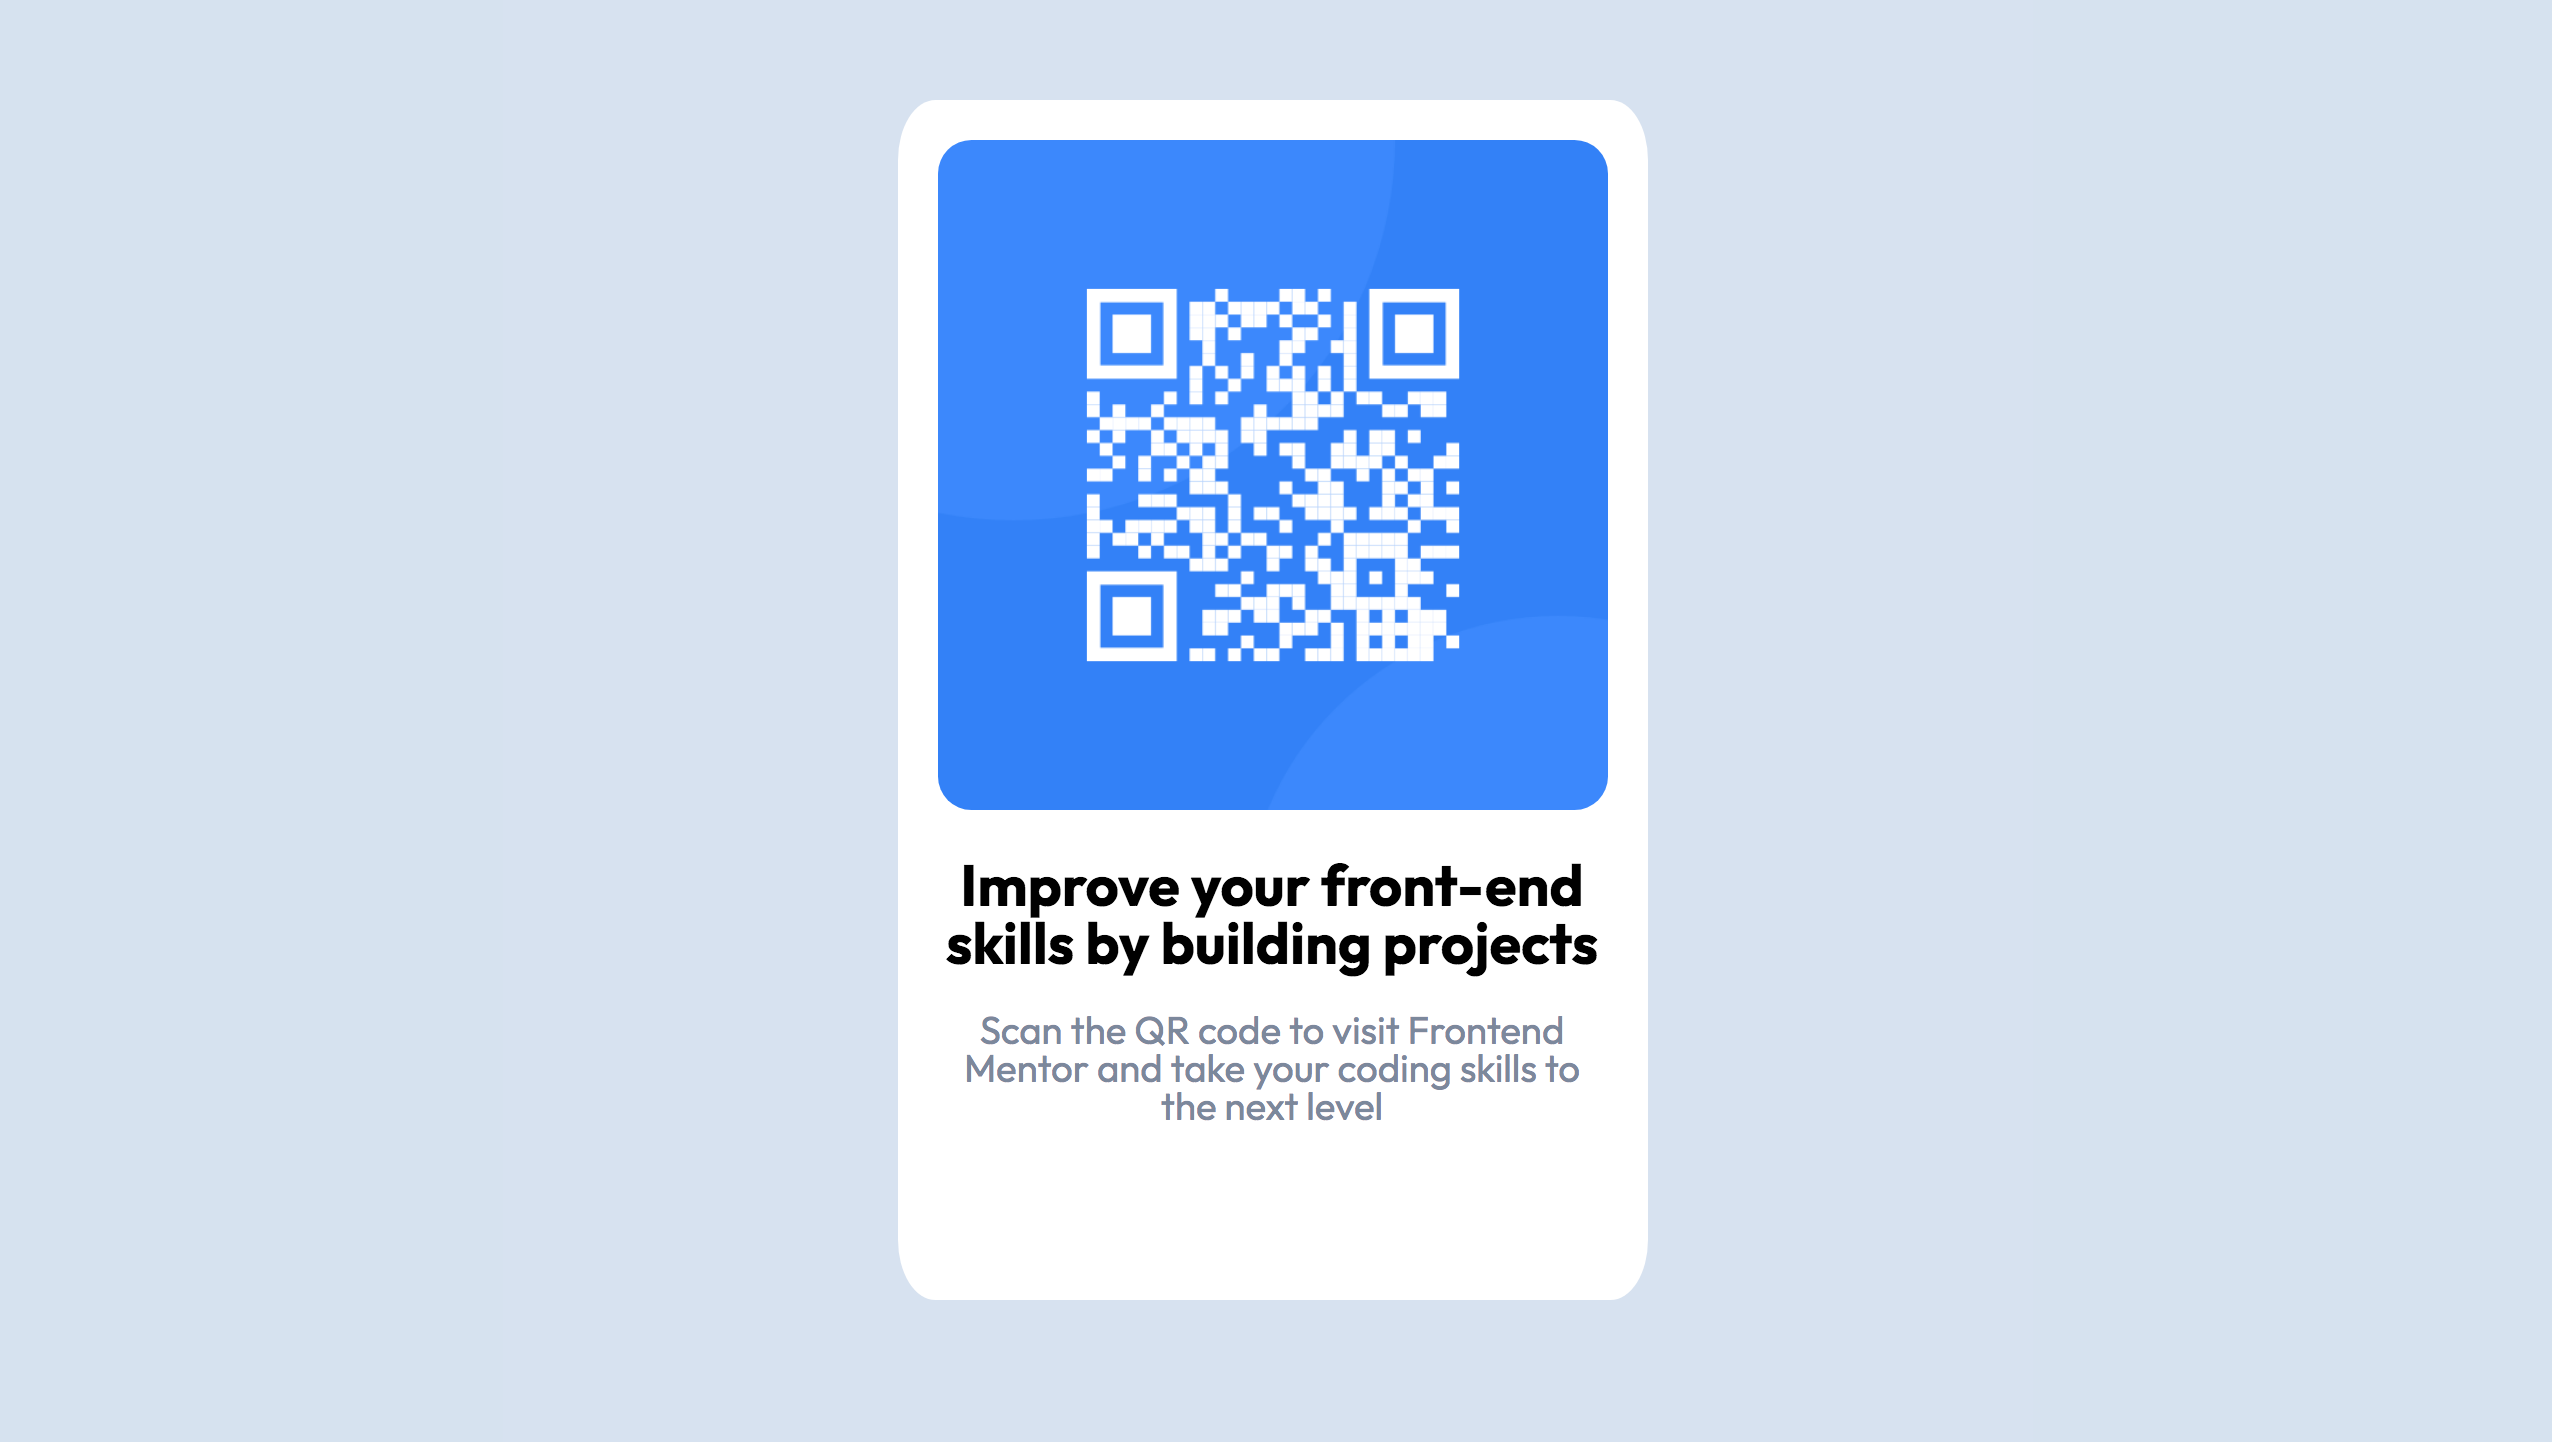 Improve your front-end
skills by building projects
Scan the QR code to visit Frontend
Mentor and take your coding skills to
the next level